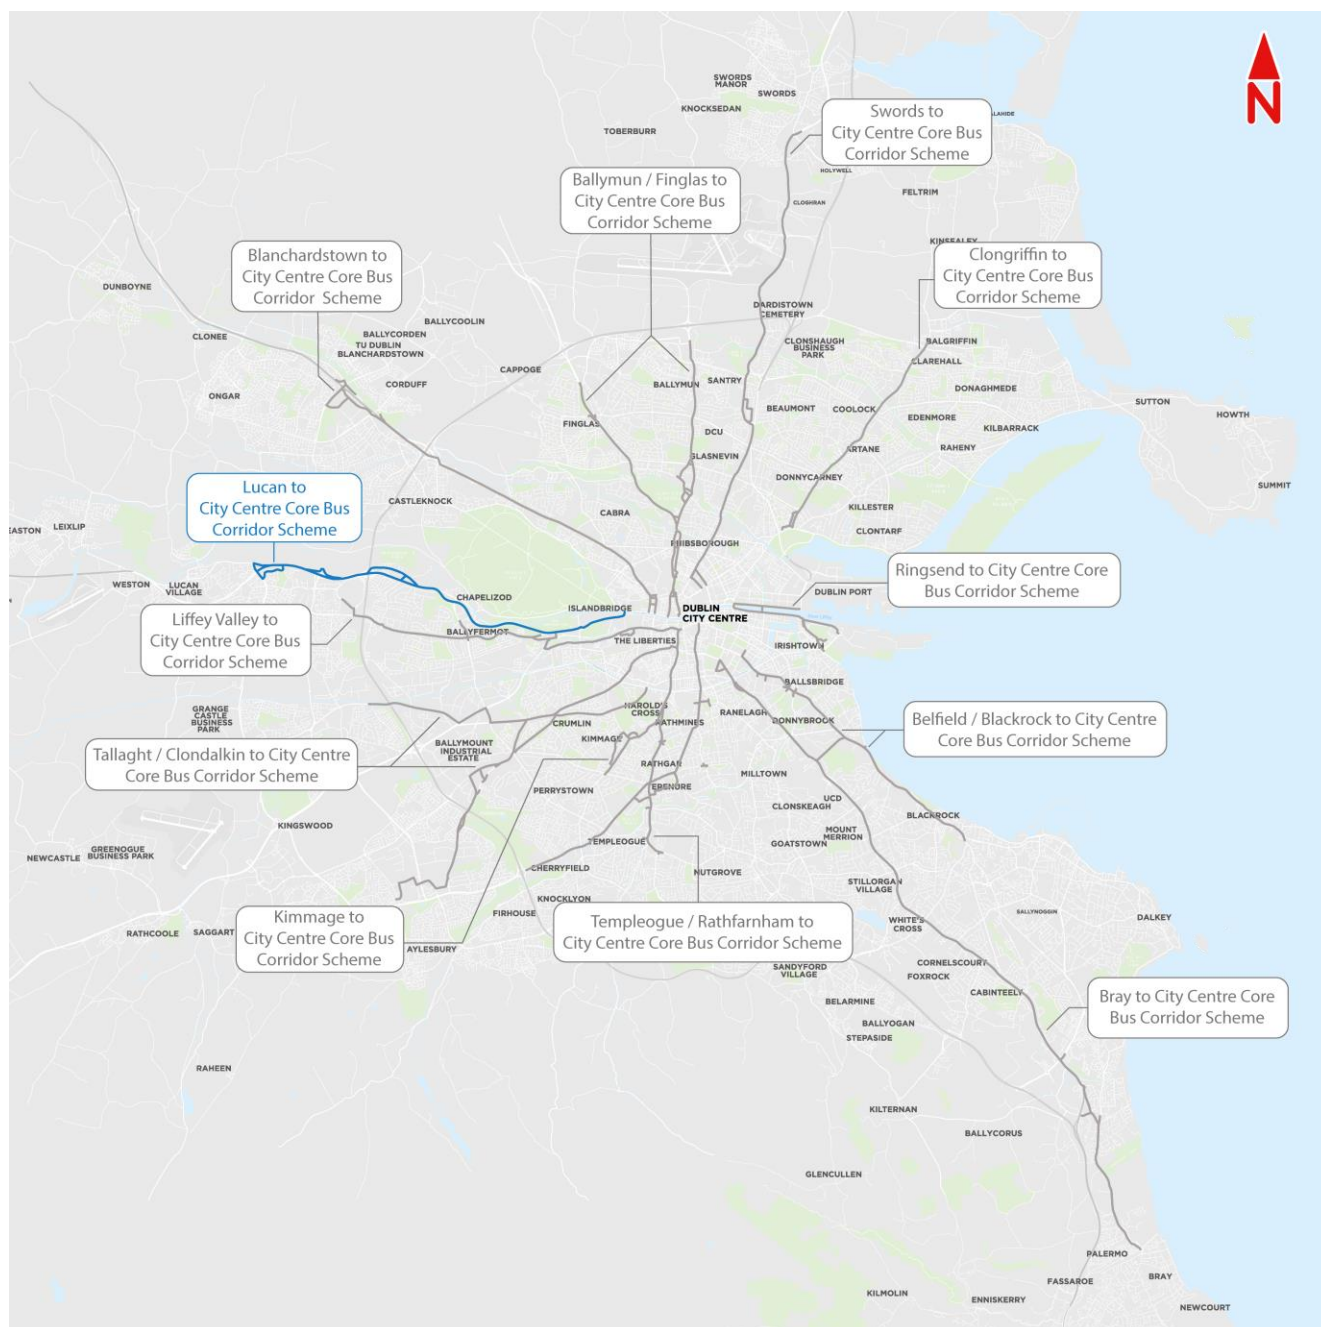 N
SWORDS
MANOR
SWORDS
KNOCKSEDAN
TOBERBURR
Swords to
City Centre Core Bus
Corridor Scheme
ALAHIDE
HOLYWELL
FELTRIM
CLOGHRAN
KINSEALEY
Ballymun / Finglas to
City Centre Core Bus
Corridor Scheme
Clongriffin to
City Centre Core Bus
Corridor Scheme
Blanchardstown to
City Centre Core Bus
Corridor Scheme
DUNBOYNE
CLONEE
BALLYCOOLIN
BALLYCORDEN
TU DUBLIN
BLANCHARDSTOWN
CORDUFF
CAPPOGE
ONGAR
DARDISTOWN
CEMETERY
CLONSHAUGH
BUSINESS
PARK
BALGRIFFIN
CLAREHALL
DONAGHMEDE
BALLYMUN
SANTRY
BEAUMONT
COOLOCK
EDENMORE
KILBARRACK
RAHENY
SUTTON
HOWTH
SUMMIT
FINGLAS
DCU
GLASNEVIN
ARTANE
DONNYCARNEY
KILLESTER
CLONTARF
Lucan to
City Centre Core Bus
Corridor Scheme
CASTLEKNOCK
CABRA
PHIBSBOROUGH
EASTON
LEIXLIP
WESTON
LUCAN
VILLAGE
CHAPELIZOD
ISLANDBRIDGE
DUBLIN
CITY CENTRE
Ringsend to City Centre Core
Bus Corridor Scheme
DUBLIN PORT
Liffey Valley to
City Centre Core Bus
Corridor Scheme
BALLYFERMOT
THE LIBERTIES
IRISHTOWN
BALLSBRIDGE
GRANGE
CASTLE
BUSINESS
PARK
HAROLD'S
CROSS
RATHMINES
RANELAGH
DONNYBROOK
CRUMLIN
KIMMAGE
Belfield / Blackrock to City Centre
Core Bus Corridor Scheme
Tallaght / Clondalkin to City Centre
Core Bus Corridor Scheme
BALLYMOUNT
INDUSTRIAL
ESTATE
RATHGAR
MILLTOWN
PERRYSTOWN
TERENURE
UCD
CLONSKEAGH
BLACKROCK
KINGSWOOD
MOUNT
MERRION
GOATSTOWN
TEMPLEOGUE
NEWCASTLE
GREENOGUE
BUSINESS PARK
CHERRYFIELD
NUTGROVE
STILLORGAN
VILLAGE
KNOCKLYON
FIRHOUSE
SALLYNOGGIN
DALKEY
Kimmage to
City Centre Core Bus
Corridor Scheme
Templeogue / Rathfarnham to
City Centre Core Bus Corridor Scheme
WHITE'S
CROSS
RATHCOOLE
SAGGART
AYLESBURY
SANDYFORD
VILLAGE
CORNELSCOURT
FOXROCK
CABINTEELY
Bray to City Centre Core
Bus Corridor Scheme
BELARMINE
BALLYOGAN
STEPASIDE
RAHEEN
KILTERNAN
BALLYCORUS
GLENCULLEN
PALERMO
FASSAROE
BRAY
KILMOLIN
ENNISKERRY
NEWCOURT